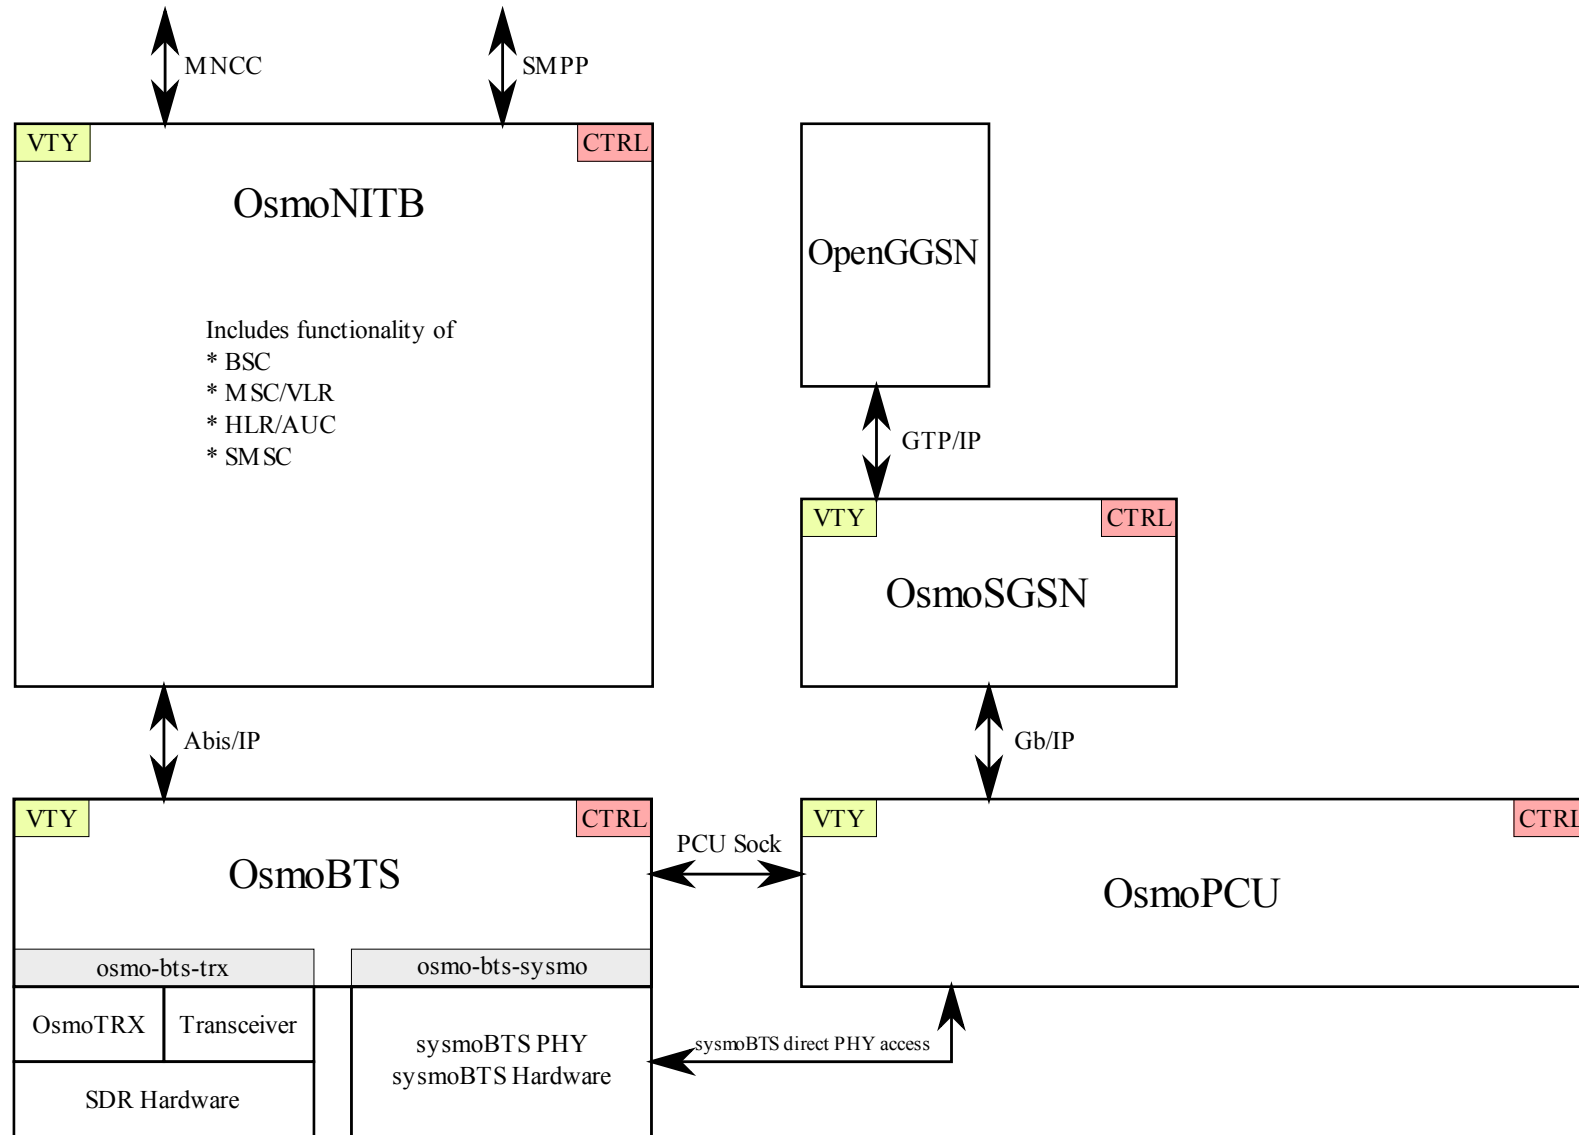 MNCC
SMPP
VTY
CTRL
OsmoNITB
Includes functionality of
* BSC
* MSC/VLR
* HLR/AUC
* SMSC
OpenGGSN
GTP/IP
VTY
CTRL
OsmoSGSN
Abis/IP
Gb/IP
VTY
CTRL
OsmoBTS
PCU Sock
VTY
CTRL
OsmoPCU
osmo-bts-trx
osmo-bts-sysmo
OsmoTRX
Transceiver
SDR Hardware
sysmoBTS PHY
sysmoBTS Hardware
sysmoBTS direct PHY access